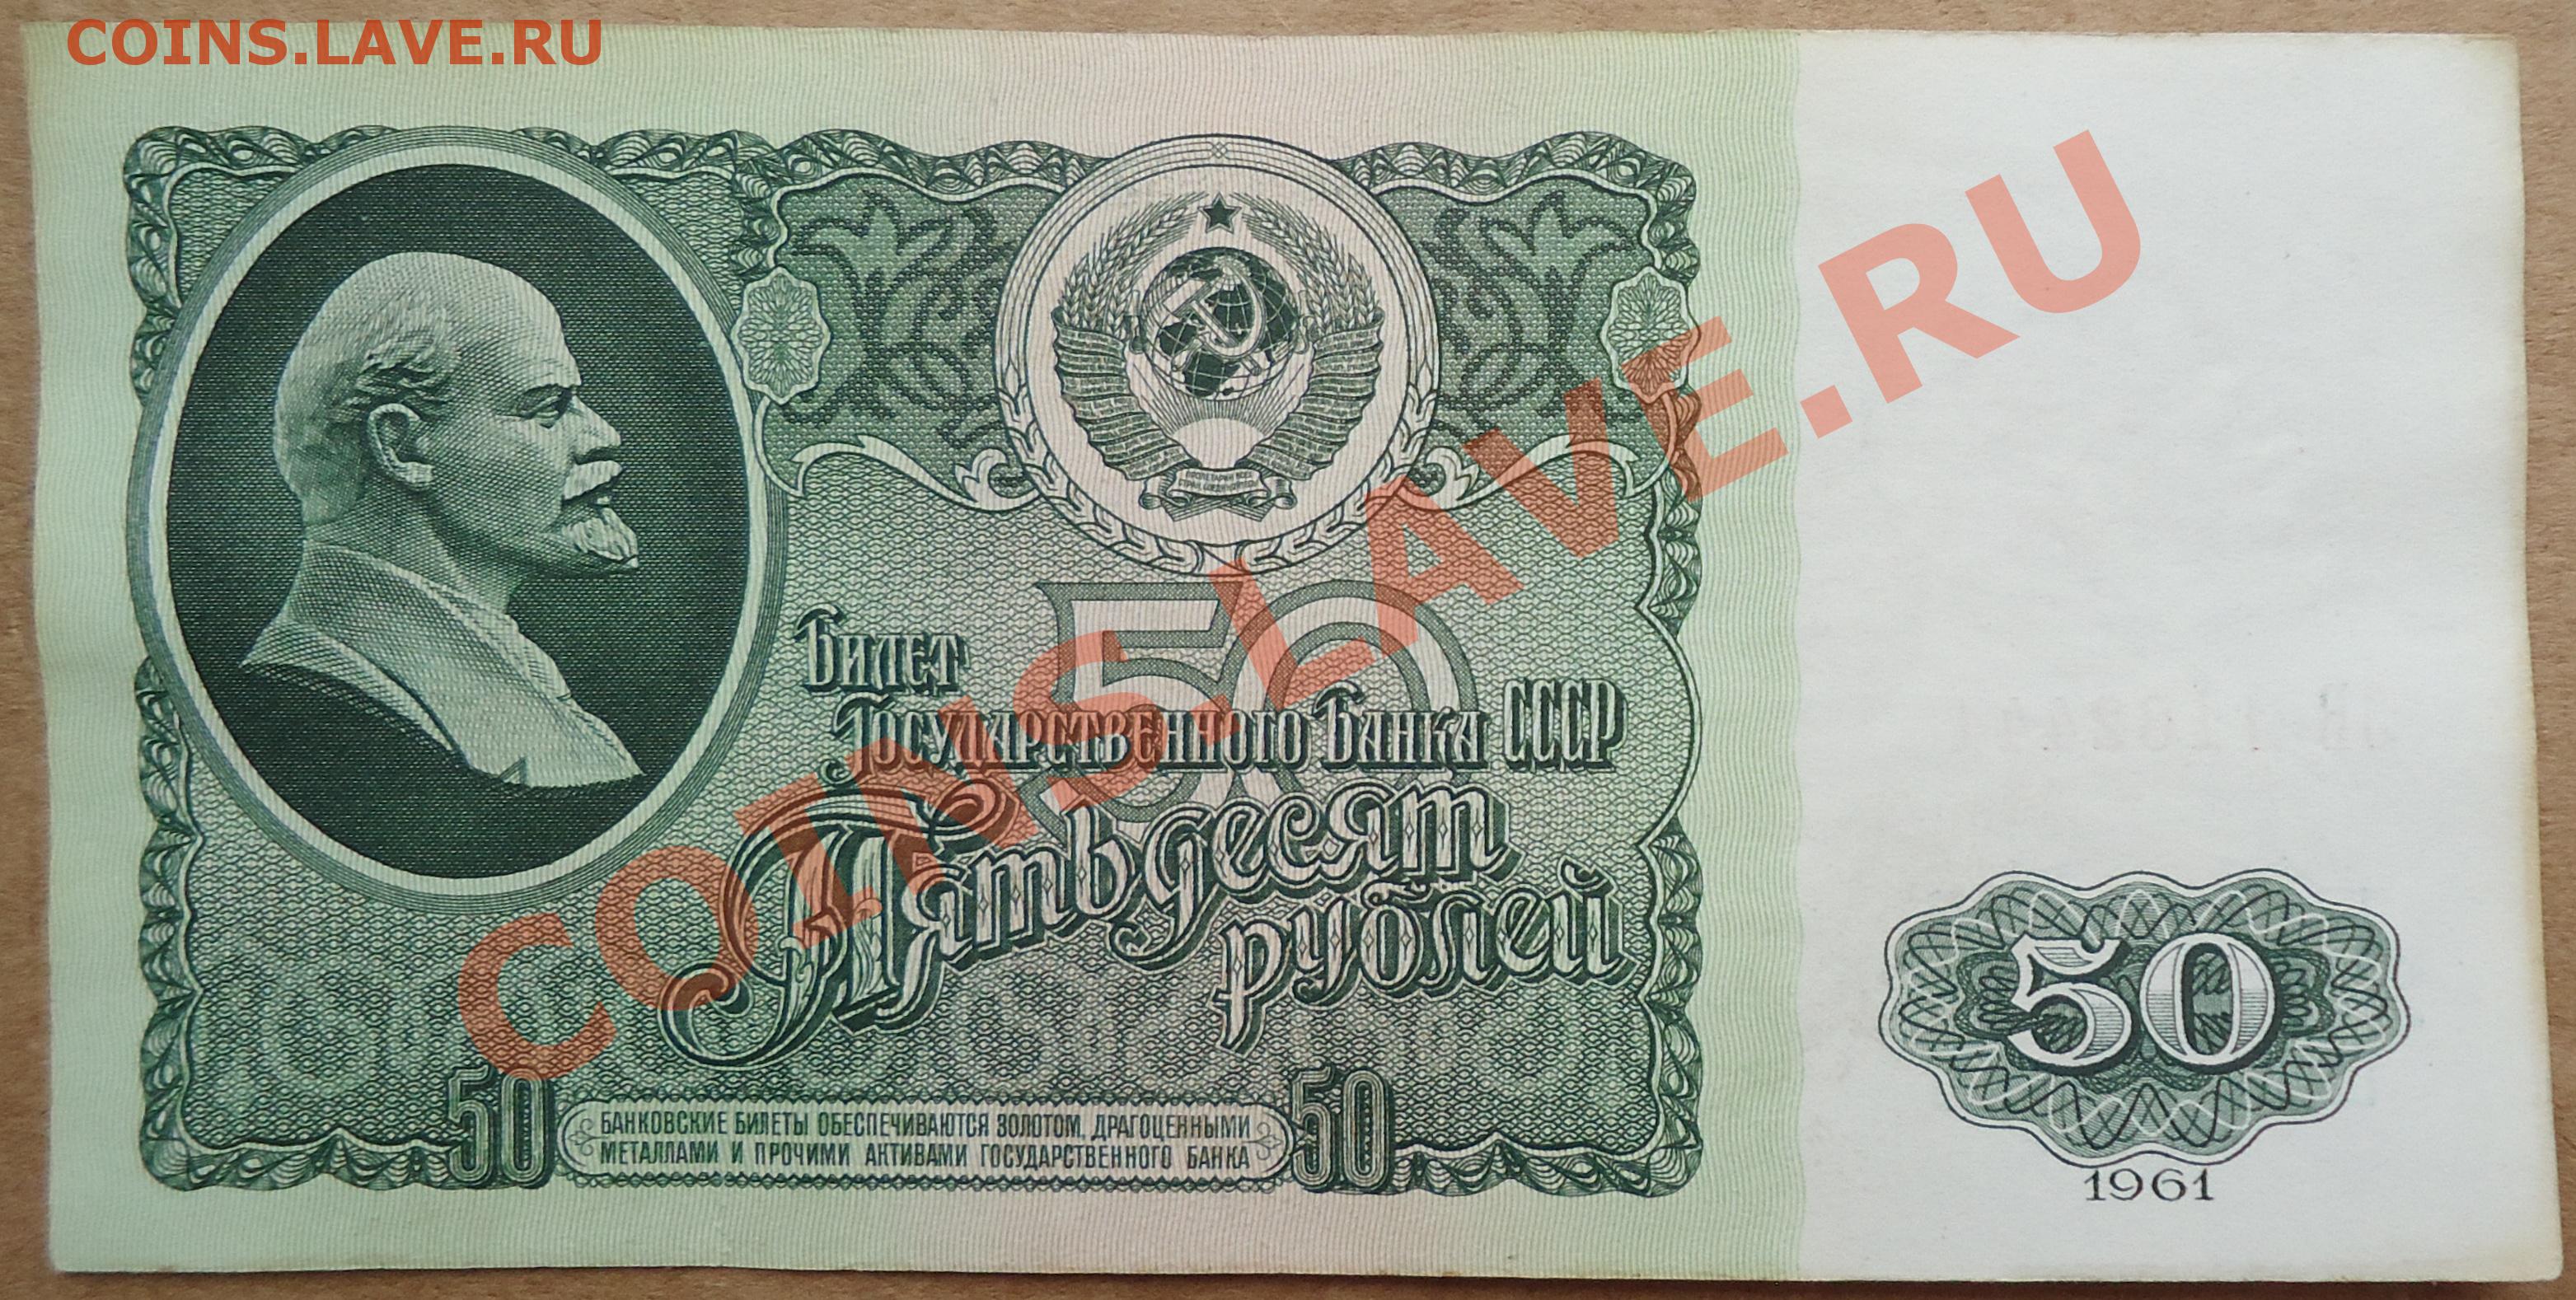 COINS.LAVE.RU
COINS.LAVE.RU
50
Билет
Государственного Банка СССР
Пятьдесят
рублей
50
БАНКОВСКИЕ БИЛЕТЫ ОБЕСПЕЧИВАЮТСЯ ЗОЛОТОМ, ДРАГОЦЕННЫМИ
МЕТАЛЛАМИ И ПРОЧИМИ АКТИВАМИ ГОСУДАРСТВЕННОГО БАНКА
50
50
1961